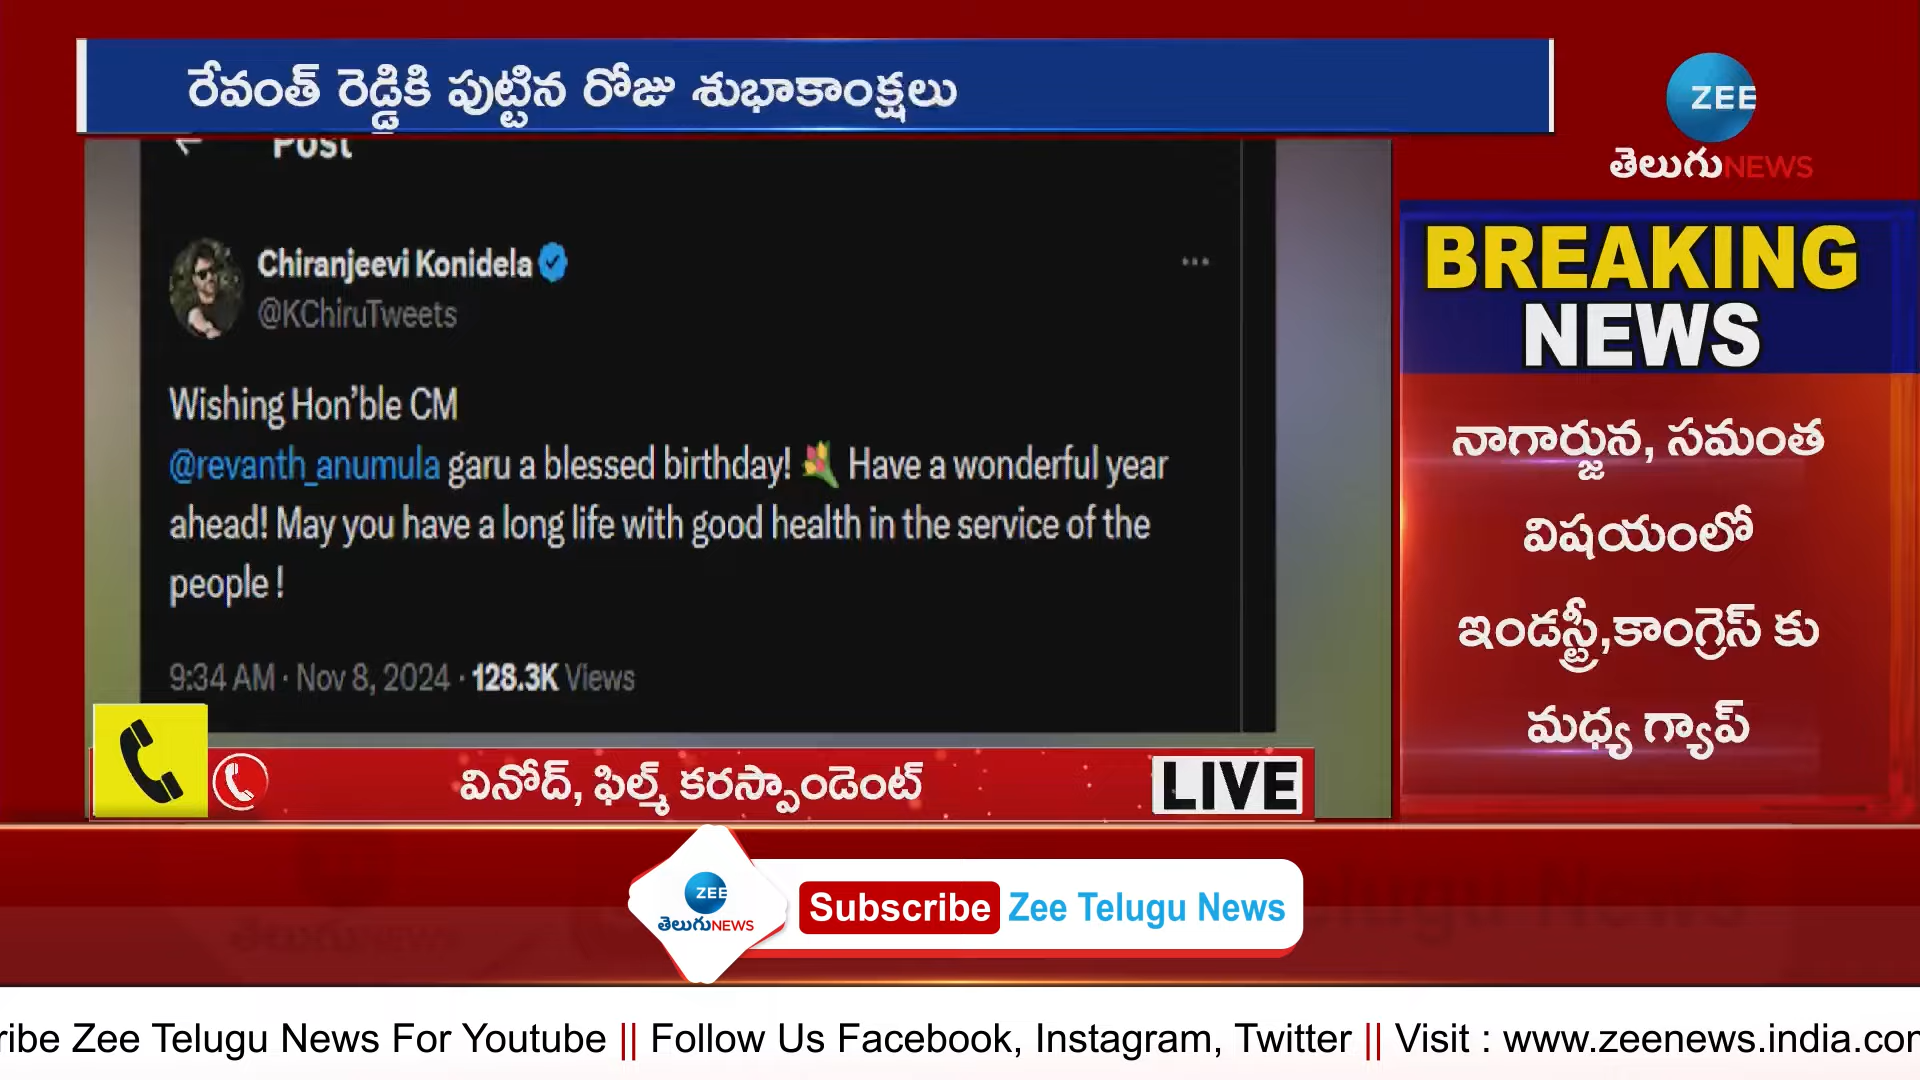 రేవంత్ రెడ్డికి పుట్టిన రోజు శుభాకాంక్షలు
ZEE
తెలుగుNEWS
Post
Chiranjeevi Konidela
@KChiruTweets
Wishing Hon’ble CM
@revanth_anumula garu a blessed birthday! 💐 Have a wonderful year
ahead! May you have a long life with good health in the service of the
people !
9:34 AM · Nov 8, 2024 · 128.3K Views
BREAKING
NEWS
నాగార్జున, సమంత
విషయంలో
ఇండస్ట్రీ,కాంగ్రెస్ కు
మధ్య గ్యాప్
వినోద్, ఫిల్మ్ కరస్పాండెంట్
LIVE
ZEE
తెలుగుNEWS
Subscribe Zee Telugu News
ribe Zee Telugu News For Youtube || Follow Us Facebook, Instagram, Twitter || Visit : www.zeenews.india.com